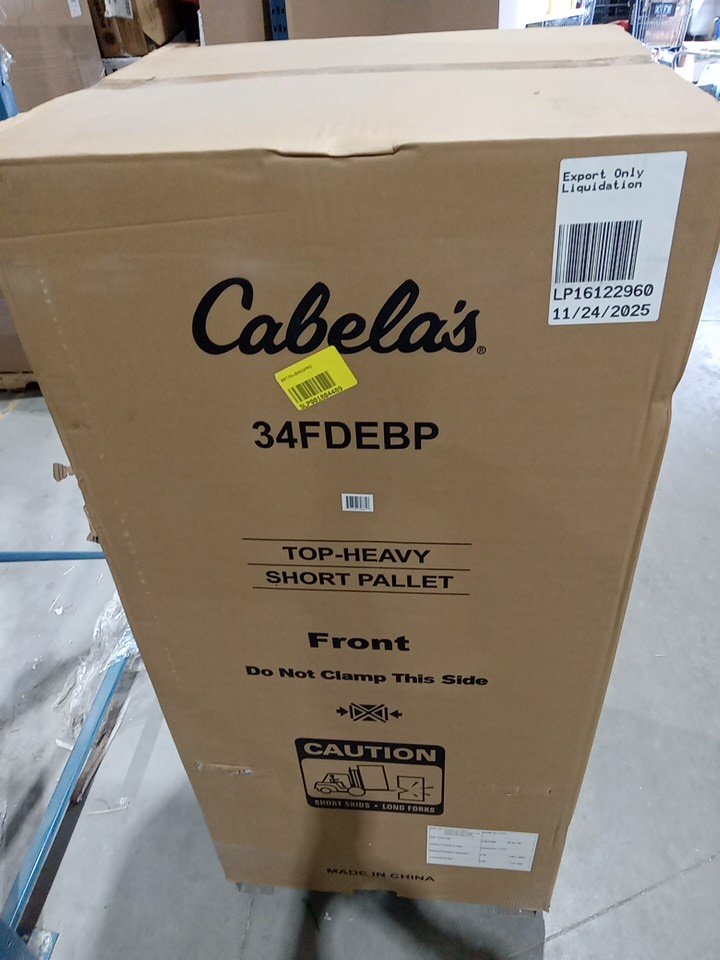 Export Only
Liquidation
LP16122960
11/24/2025
Cabela's®
34FDEBP
TOP-HEAVY
SHORT PALLET
Front
Do Not Clamp This Side
CAUTION
SHORT SKIDS • LONG FORKS
MADE IN CHINA